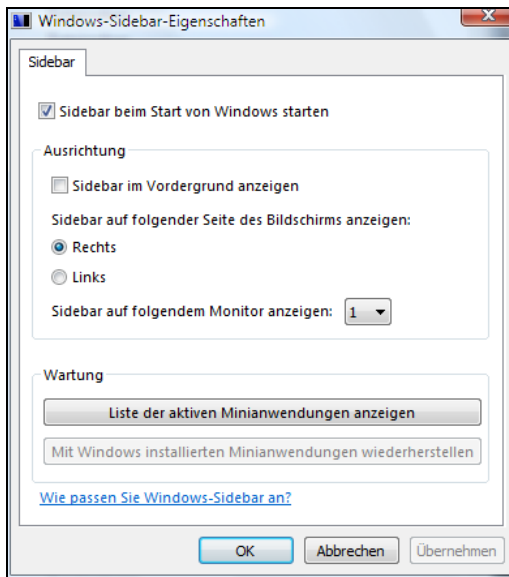 Windows-Sidebar-Eigenschaften
Sidebar
Sidebar beim Start von Windows starten
Ausrichtung
Sidebar im Vordergrund anzeigen
Sidebar auf folgender Seite des Bildschirms anzeigen:
Rechts
Links
Sidebar auf folgendem Monitor anzeigen: 1
Wartung
Liste der aktiven Minianwendungen anzeigen
Mit Windows installierten Minianwendungen wiederherstellen
Wie passen Sie Windows-Sidebar an?
OK Abbrechen Übernehmen